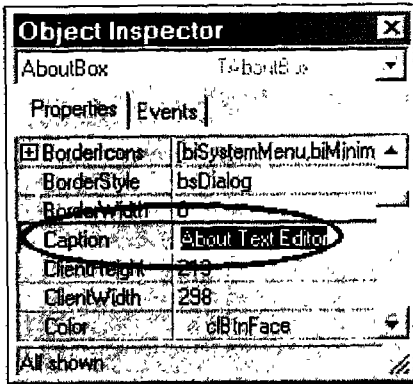 Object Inspector
AboutBox TAboutBox
Properties Events
BorderIcons [biSystemMenu,biMinim
BorderStyle bsDialog
BorderWidth 0
Caption About Text Editor
ClientHeight 213
ClientWidth 298
Color clBtnFace
All shown